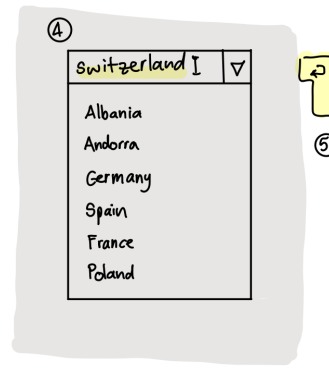 ④
switzerland
Albania
Andorra
Germany
Spain
France
Poland
⑤